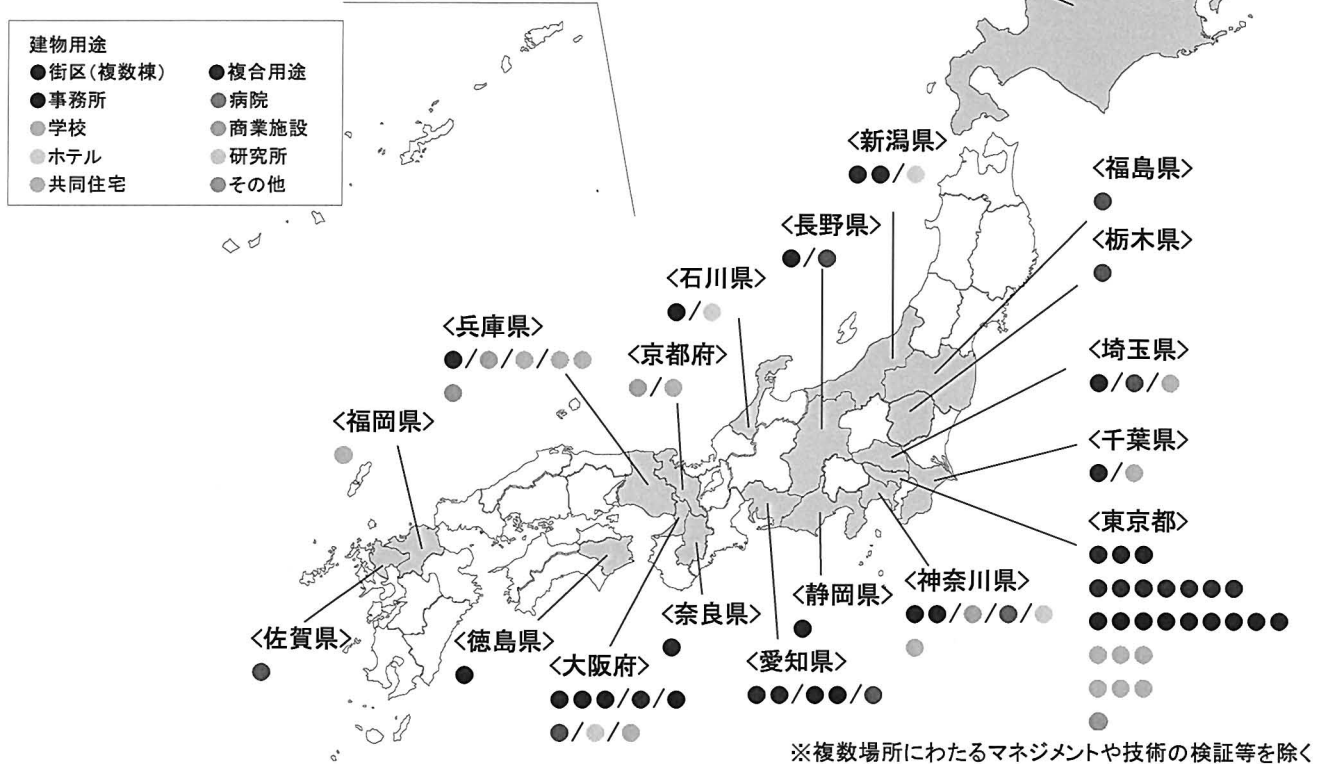 建物用途
●街区(複数棟) ●複合用途
●事務所 ●病院
●学校 ●商業施設
●ホテル ●研究所
●共同住宅 ●その他
<新潟県>
●●/●
<福島県>
●
<長野県>
●/●
<栃木県>
●
<石川県>
●/●
<兵庫県>
●/●/●/●●
●
<京都府>
●/●
<埼玉県>
●/●/●
<福岡県>
●
<千葉県>
●/●
<東京都>
●●●
●●●●●●●
●●●●●●●●●
●●●
●●●
●
<神奈川県>
●●/●/●/●
●
<静岡県>
●
<奈良県>
●
<佐賀県>
●
<徳島県>
●
<大阪府>
●●●/●/●
●/●/●
<愛知県>
●●/●●/●
※複数場所にわたるマネジメントや技術の検証等を除く